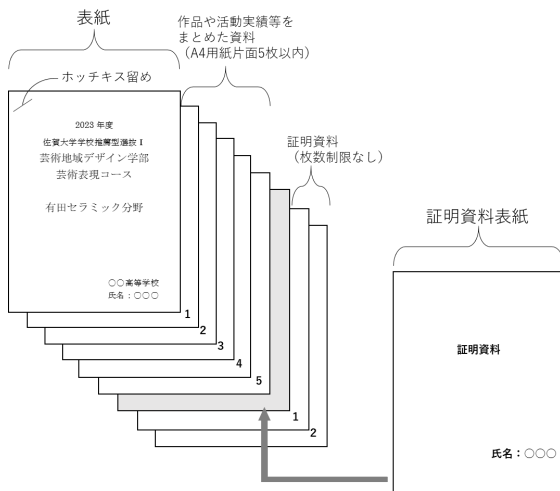 表紙
ホッチキス留め
作品や活動実績等を
まとめた資料
（A4用紙片面5枚以内）
2023 年度
佐賀大学学校推薦型選抜 I
芸術地域デザイン学部
芸術表現コース
有田セラミック分野
○○高等学校
氏名：○○○
1
2
3
4
5
証明資料
（枚数制限なし）
1
2
証明資料表紙
証明資料
氏名：○○○